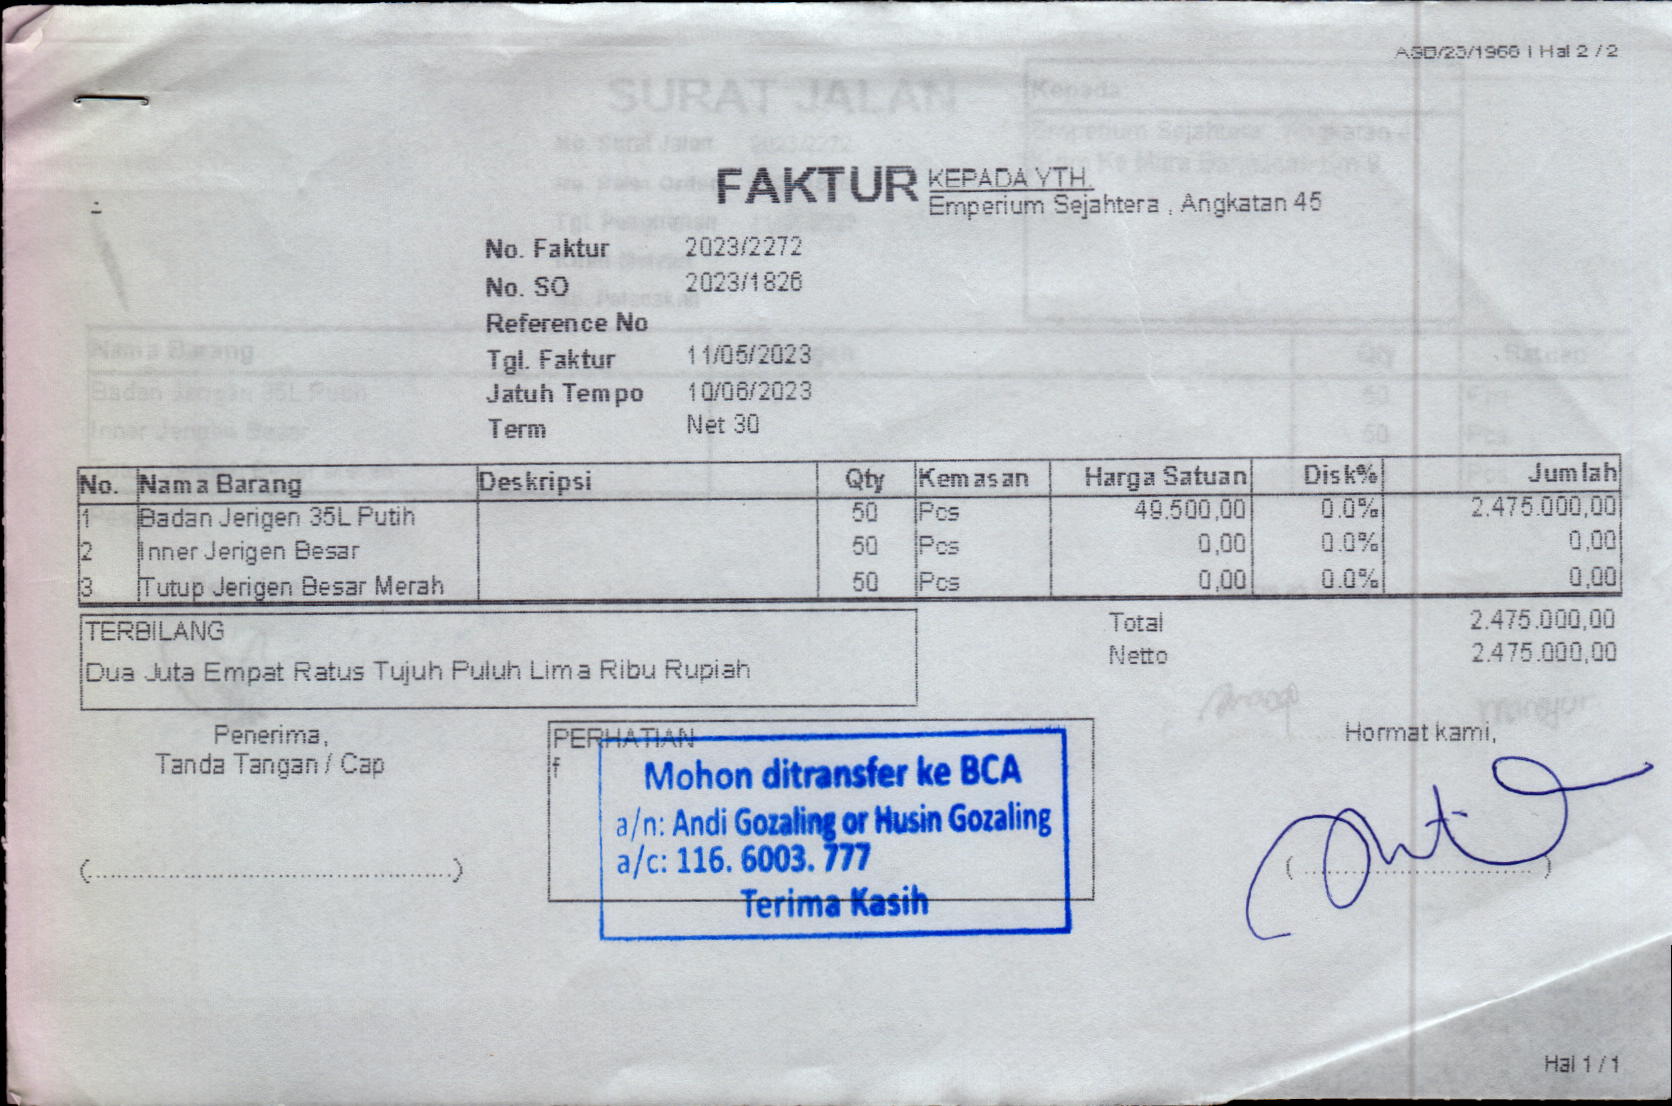 ASD/23/1966 | Hal 2 / 2
SURAT JALAN
Kepada
FAKTUR
KEPADA YTH.
Emperium Sejahtera , Angkatan 45
No. Faktur 2023/2272
No. SO 2023/1826
Reference No
Tgl. Faktur 11/05/2023
Jatuh Tempo 10/06/2023
Term Net 30
No. Nama Barang Deskripsi Qty Kemasan Harga Satuan Disk% Jumlah
1 Badan Jerigen 35L Putih 50 Pcs 49.500,00 0.0% 2.475.000,00
2 Inner Jerigen Besar 50 Pcs 0,00 0.0% 0,00
3 Tutup Jerigen Besar Merah 50 Pcs 0,00 0.0% 0,00
TERBILANG
Dua Juta Empat Ratus Tujuh Puluh Lima Ribu Rupiah
Total 2.475.000,00
Netto 2.475.000,00
Penerima,
Tanda Tangan / Cap
(............................................)
PERHATIAN
f
Mohon ditransfer ke BCA
a/n: Andi Gozaling or Husin Gozaling
a/c: 116. 6003. 777
Terima Kasih
Hormat kami,
Hal 1 / 1